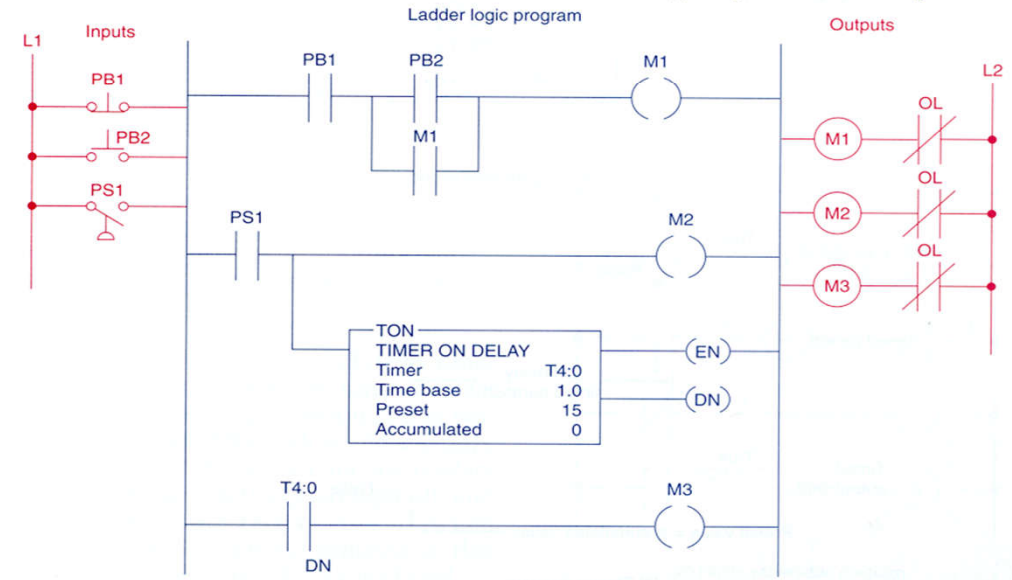 Ladder logic program
Inputs
Outputs
L1
L2
PB1
PB2
PS1
PB1
PB2
M1
M1
PS1
M2
TON
TIMER ON DELAY
Timer T4:0
Time base 1.0
Preset 15
Accumulated 0
EN
DN
T4:0
DN
M3
OL
M1
OL
M2
OL
M3